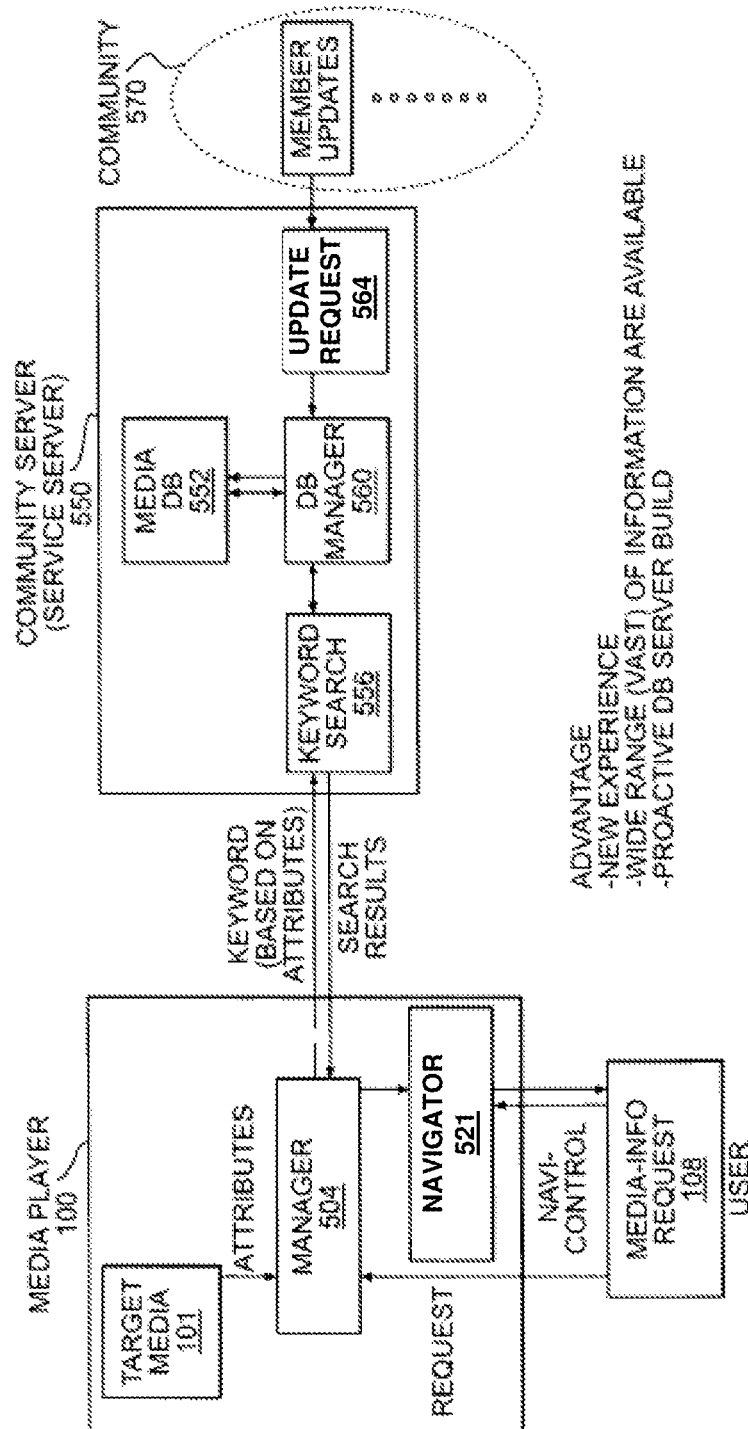 MEDIA PLAYER
100
TARGET
MEDIA
101
ATTRIBUTES
MANAGER
504
NAVIGATOR
521
REQUEST
NAVI-
CONTROL
MEDIA-INFO
REQUEST
108
USER
KEYWORD
(BASED ON
ATTRIBUTES)
SEARCH
RESULTS
COMMUNITY SERVER
(SERVICE SERVER)
550
MEDIA
DB
552
KEYWORD
SEARCH
556
DB
MANAGER
560
UPDATE
REQUEST
564
COMMUNITY
570
MEMBER
UPDATES
ADVANTAGE
-NEW EXPERIENCE
-WIDE RANGE (VAST) OF INFORMATION ARE AVAILABLE
-PROACTIVE DB SERVER BUILD